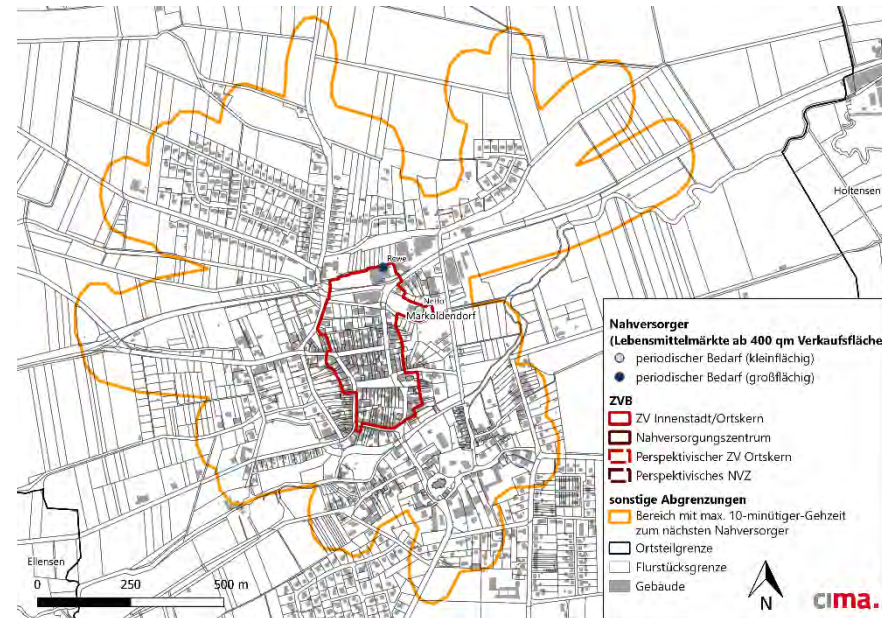 Holtensen
Rewe
Netto
Markoldendorf
Ellensen
0 250 500 m
Nahversorger
(Lebensmittelmärkte ab 400 qm Verkaufsfläche
periodischer Bedarf (kleinflächig)
periodischer Bedarf (großflächig)
ZVB
ZV Innenstadt/Ortskern
Nahversorgungszentrum
Perspektivischer ZV Ortskern
Perspektivisches NVZ
sonstige Abgrenzungen
Bereich mit max. 10-minütiger-Gehzeit
zum nächsten Nahversorger
Ortsteilgrenze
Flurstücksgrenze
Gebäude
N
cima.